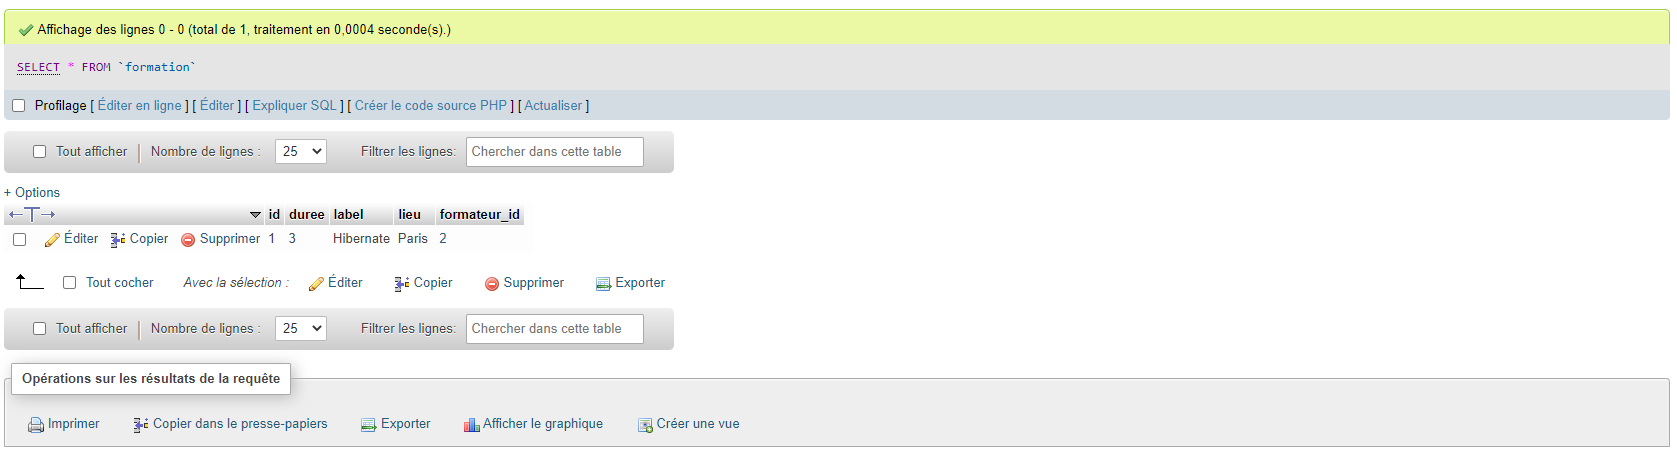 Affichage des lignes 0 - 0 (total de 1, traitement en 0,0004 seconde(s).)
SELECT * FROM `formation`
Profilage [ Éditer en ligne ] [ Éditer ] [ Expliquer SQL ] [ Créer le code source PHP ] [ Actualiser ]
Tout afficher Nombre de lignes : 25 Filtrer les lignes: Chercher dans cette table
+ Options
id duree label lieu formateur_id
Éditer Copier Supprimer 1 3 Hibernate Paris 2
Tout cocher Avec la sélection : Éditer Copier Supprimer Exporter
Tout afficher Nombre de lignes : 25 Filtrer les lignes: Chercher dans cette table
Opérations sur les résultats de la requête
Imprimer Copier dans le presse-papiers Exporter Afficher le graphique Créer une vue